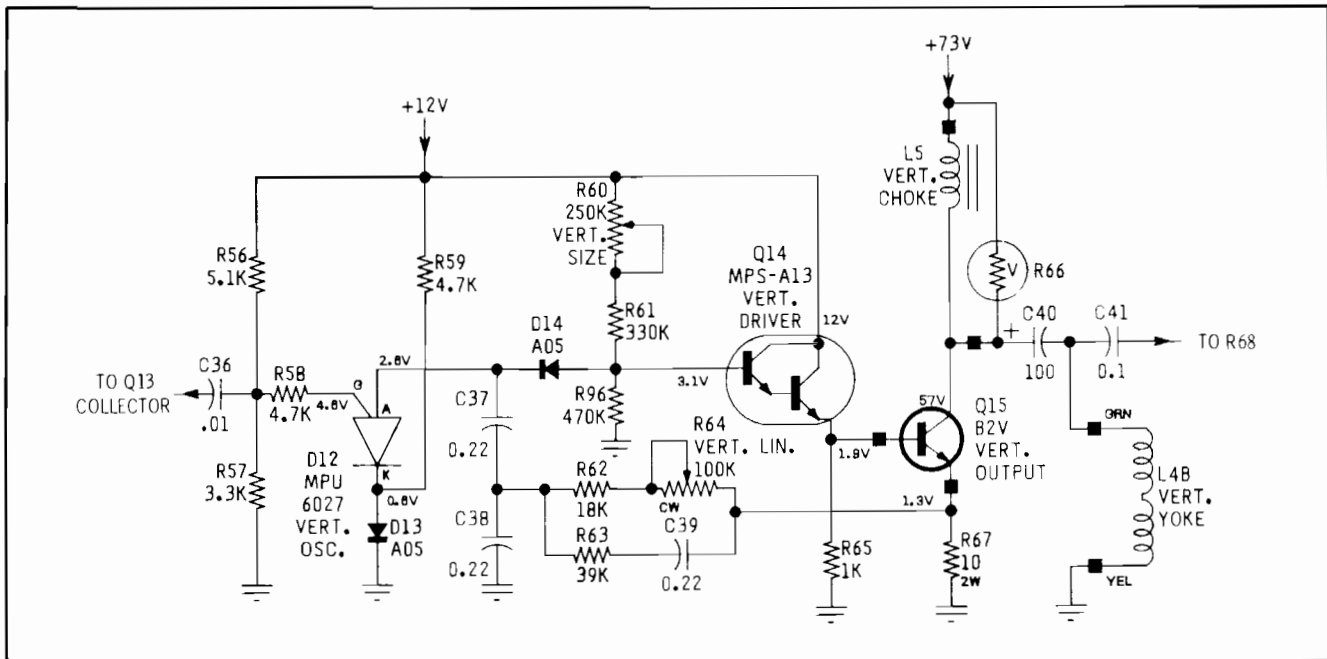 +73V
+12V
L5
VERT.
CHOKE
R60
250K
VERT.
SIZE
Q14
MPS-A13
VERT.
DRIVER
R56
5.1K
R59
4.7K
V
R66
R61
330K
12V
+
C40
100
C41
0.1
TO R68
D14
A05
2.8V
C36
.01
TO Q13
COLLECTOR
R58
4.7K
4.8V
G
A
K
3.1V
R96
470K
C37
0.22
57V
Q15
B2V
VERT.
OUTPUT
GRN
R64
VERT. LIN.
100K
1.9V
L4B
VERT.
YOKE
R57
3.3K
D12
MPU
6027
VERT.
OSC.
0.6V
D13
A05
R62
18K
CW
1.3V
C38
0.22
R63
39K
C39
0.22
R65
1K
R67
10
2W
YEL